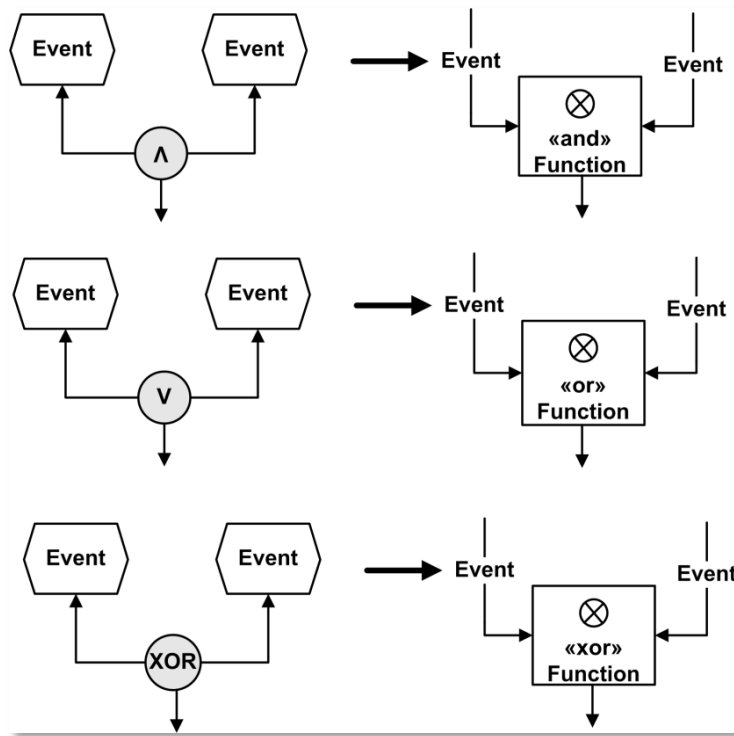 Event
Event
Event
Event
Λ
«and»
Function
Event
Event
Event
Event
V
«or»
Function
Event
Event
Event
Event
XOR
«xor»
Function